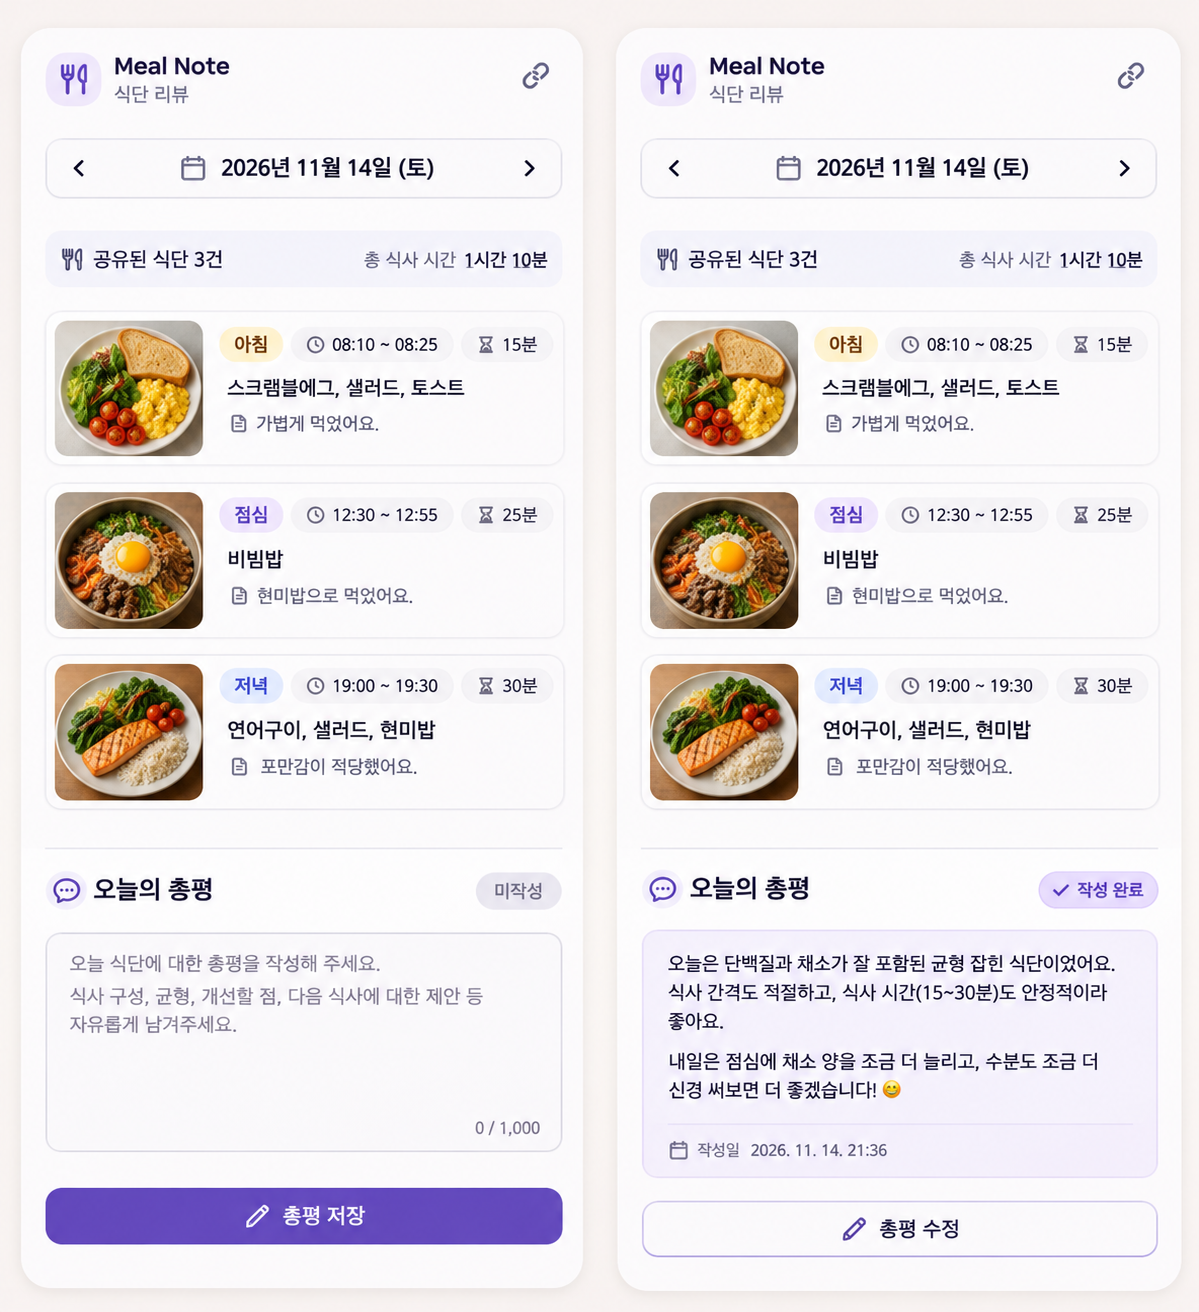 Meal Note
식단 리뷰
2026년 11월 14일 (토)
공유된 식단 3건
총 식사 시간 1시간 10분
아침
08:10 ~ 08:25
15분
스크램블에그, 샐러드, 토스트
가볍게 먹었어요.
점심
12:30 ~ 12:55
25분
비빔밥
현미밥으로 먹었어요.
저녁
19:00 ~ 19:30
30분
연어구이, 샐러드, 현미밥
포만감이 적당했어요.
오늘의 총평
미작성
오늘 식단에 대한 총평을 작성해 주세요.
식사 구성, 균형, 개선할 점, 다음 식사에 대한 제안 등
자유롭게 남겨주세요.
0 / 1,000
총평 저장
Meal Note
식단 리뷰
2026년 11월 14일 (토)
공유된 식단 3건
총 식사 시간 1시간 10분
아침
08:10 ~ 08:25
15분
스크램블에그, 샐러드, 토스트
가볍게 먹었어요.
점심
12:30 ~ 12:55
25분
비빔밥
현미밥으로 먹었어요.
저녁
19:00 ~ 19:30
30분
연어구이, 샐러드, 현미밥
포만감이 적당했어요.
오늘의 총평
작성 완료
오늘은 단백질과 채소가 잘 포함된 균형 잡힌 식단이었어요.
식사 간격도 적절하고, 식사 시간(15~30분)도 안정적이라
좋아요.
내일은 점심에 채소 양을 조금 더 늘리고, 수분도 조금 더
신경 써보면 더 좋겠습니다! 😊
작성일 2026. 11. 14. 21:36
총평 수정